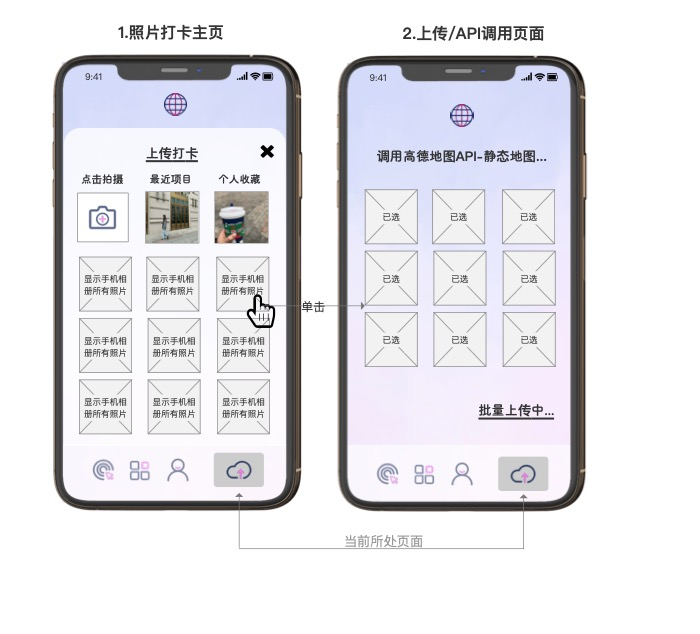 1.照片打卡主页
2.上传/API调用页面
9:41
上传打卡
点击拍摄
最近项目
个人收藏
显示手机相
册所有照片
显示手机相
册所有照片
显示手机相
册所有照片
显示手机相
册所有照片
显示手机相
册所有照片
显示手机相
册所有照片
显示手机相
册所有照片
显示手机相
册所有照片
显示手机相
册所有照片
单击
9:41
调用高德地图API-静态地图...
已选
已选
已选
已选
已选
已选
已选
已选
已选
批量上传中...
当前所处页面